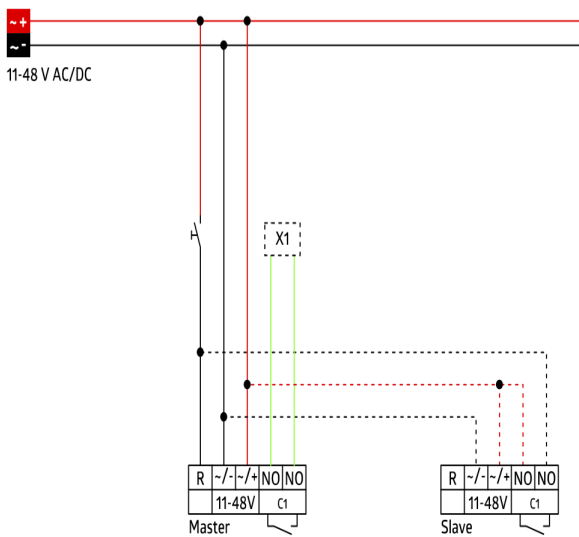 ~+
~-
11-48 V AC/DC
X1
R ~/- ~/+ NO NO
11-48V C1
Master
R ~/- ~/+ NO NO
11-48V C1
Slave